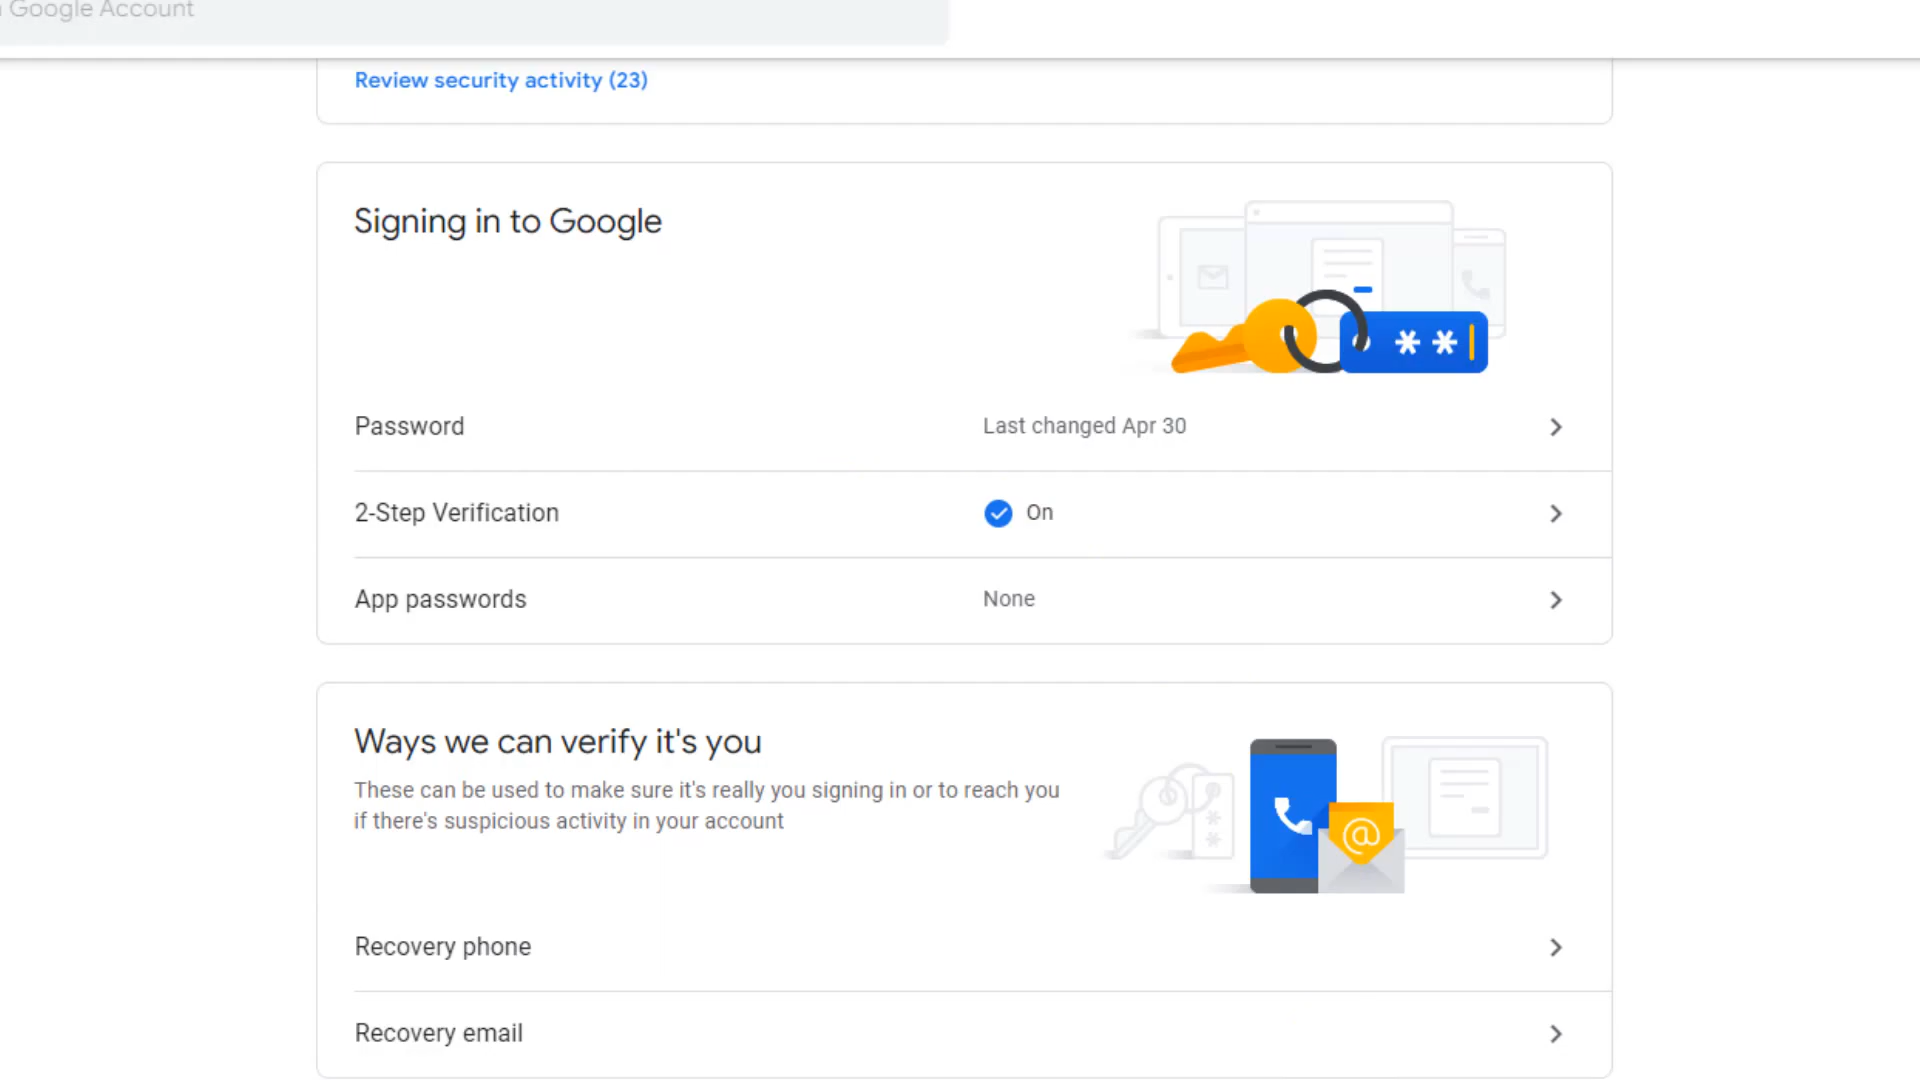 Google Account
Review security activity (23)
Signing in to Google
* *
Password
Last changed Apr 30
2-Step Verification
On
App passwords
None
Ways we can verify it's you
These can be used to make sure it's really you signing in or to reach you
if there's suspicious activity in your account
@
Recovery phone
Recovery email